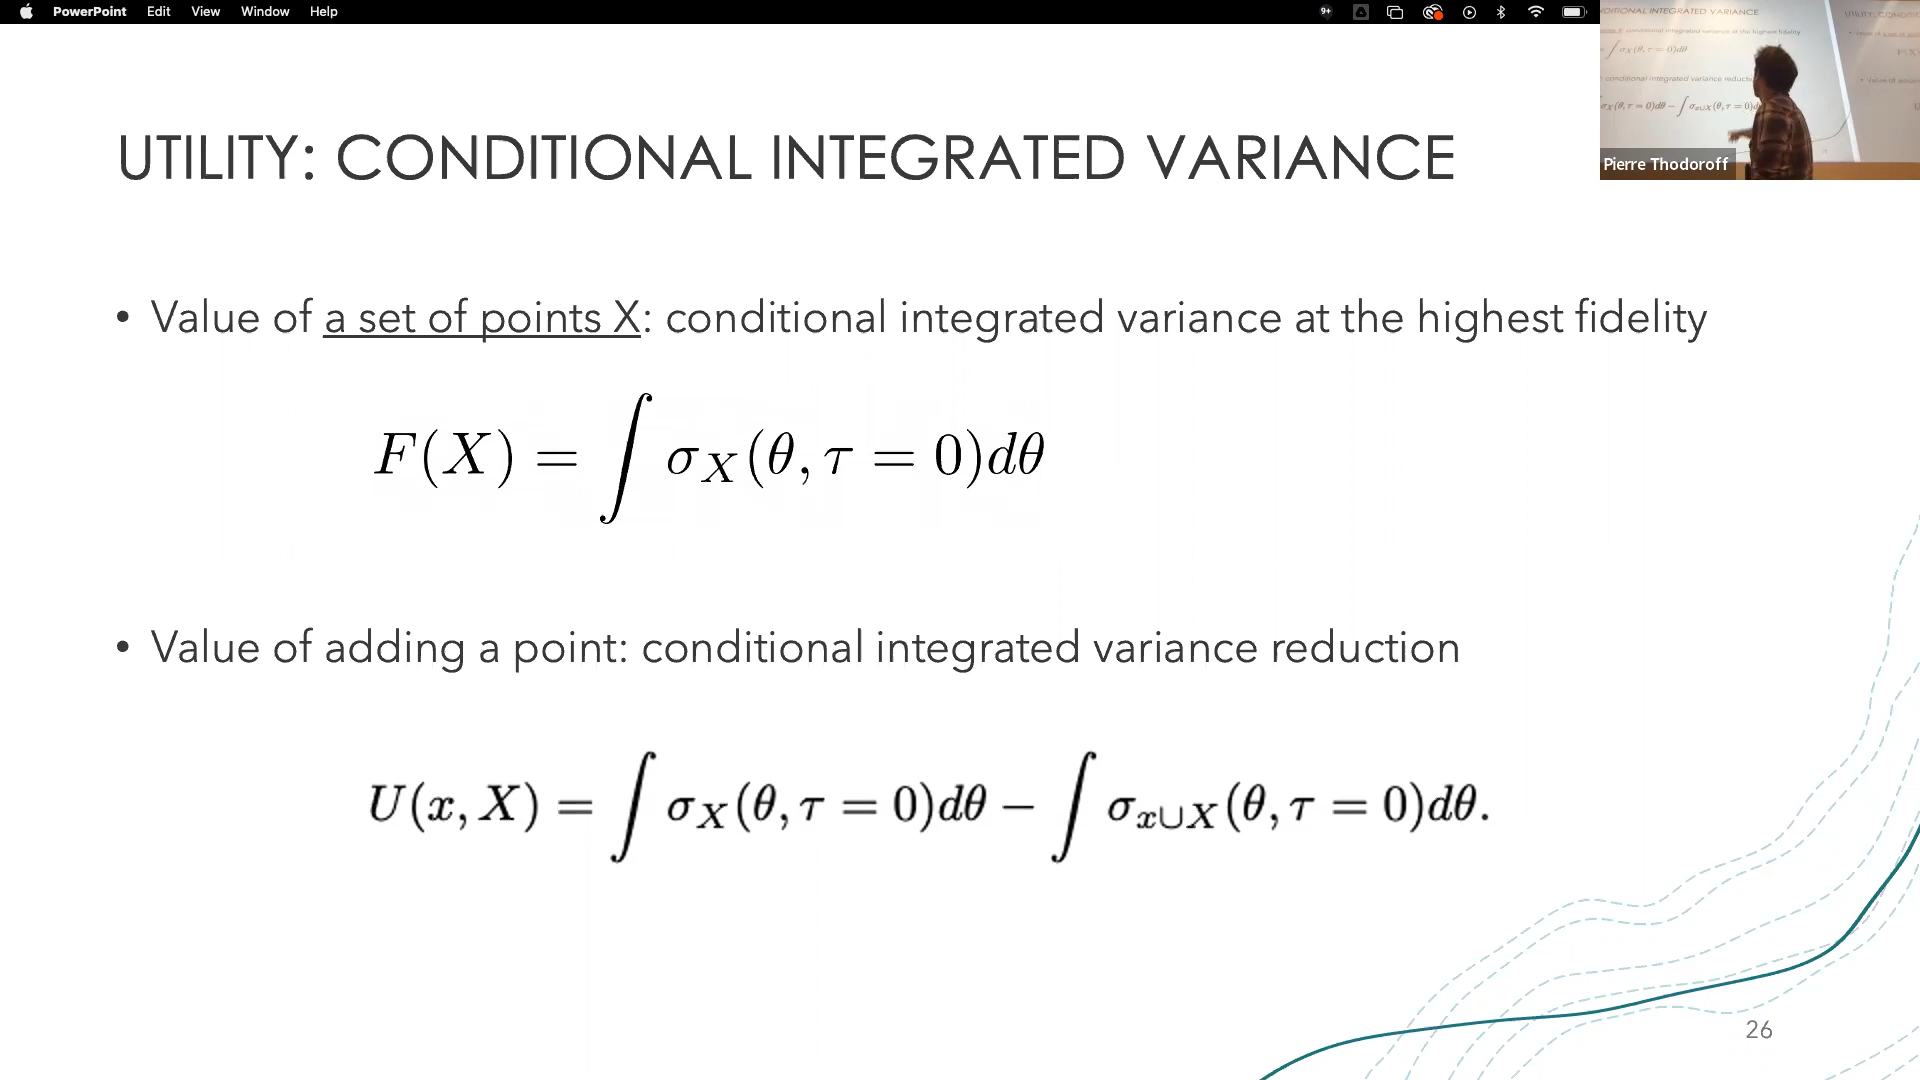 PowerPoint Edit View Window Help
9+
UTILITY: CONDITIONAL INTEGRATED VARIANCE
Pierre Thodoroff
• Value of a set of points X: conditional integrated variance at the highest fidelity
F(X) = ∫ σ_X(θ, τ = 0)dθ
• Value of adding a point: conditional integrated variance reduction
U(x, X) = ∫ σ_X(θ, τ = 0)dθ − ∫ σ_{x∪X}(θ, τ = 0)dθ.
26